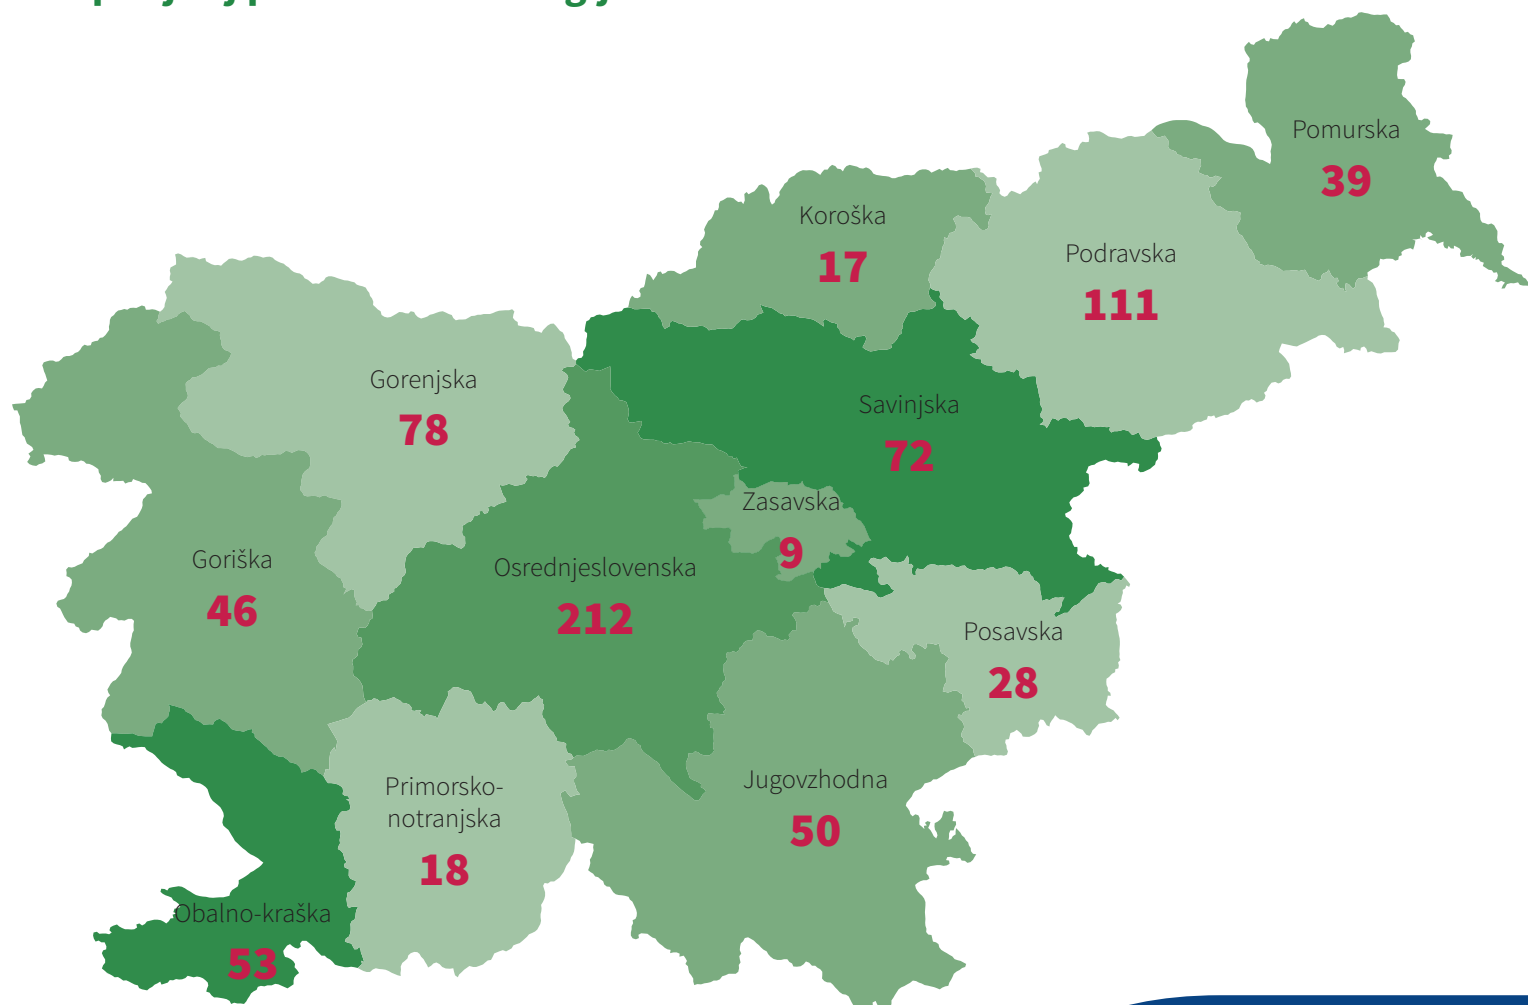 Pomurska
39
Koroška
17
Podravska
111
Gorenjska
78
Savinjska
72
Zasavska
9
Goriška
46
Osrednjeslovenska
212
Posavska
28
Primorsko-
notranjska
18
Jugovzhodna
50
Obalno-kraška
53